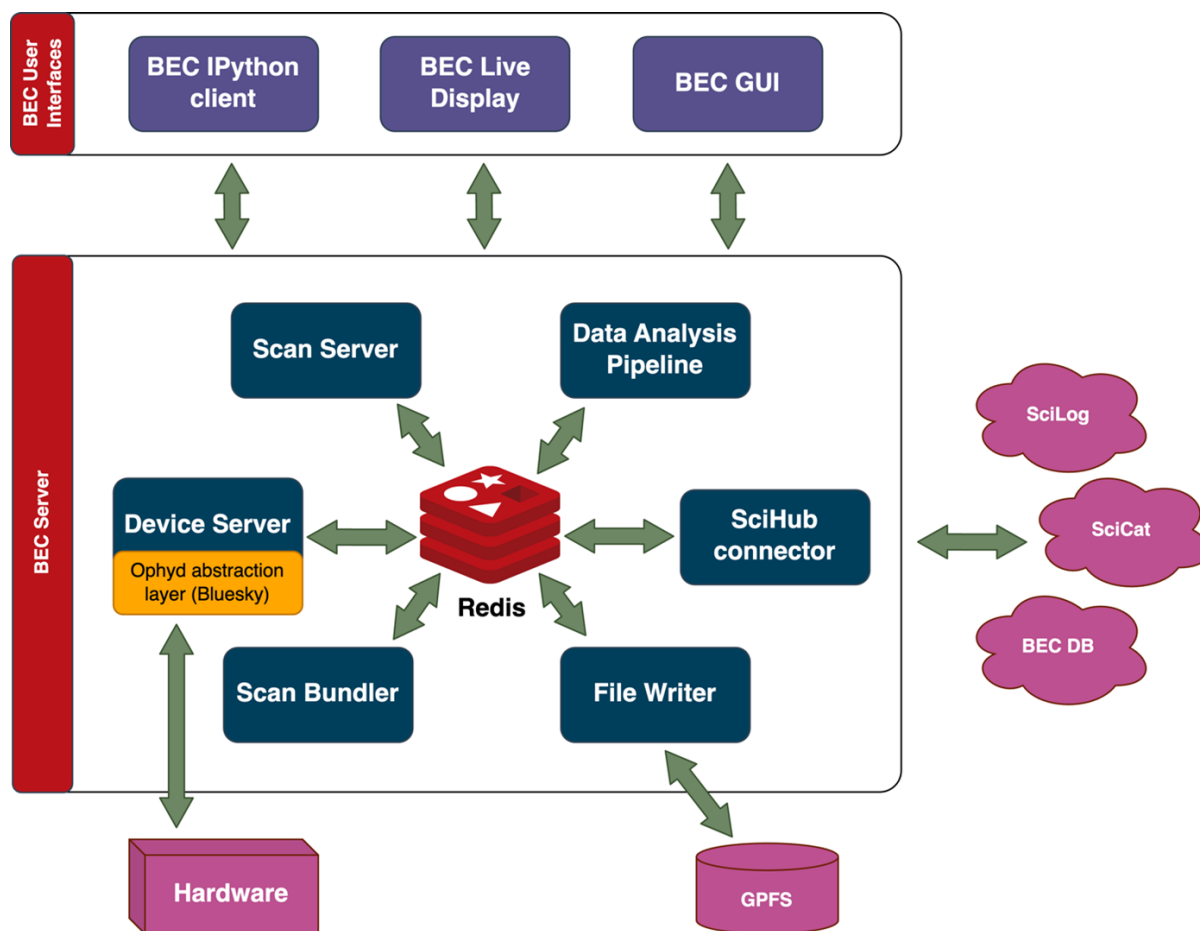 BEC User
Interfaces
BEC IPython
client
BEC Live
Display
BEC GUI
BEC Server
Scan Server
Data Analysis
Pipeline
Device Server
Ophyd abstraction
layer (Bluesky)
Redis
SciHub
connector
Scan Bundler
File Writer
SciLog
SciCat
BEC DB
Hardware
GPFS